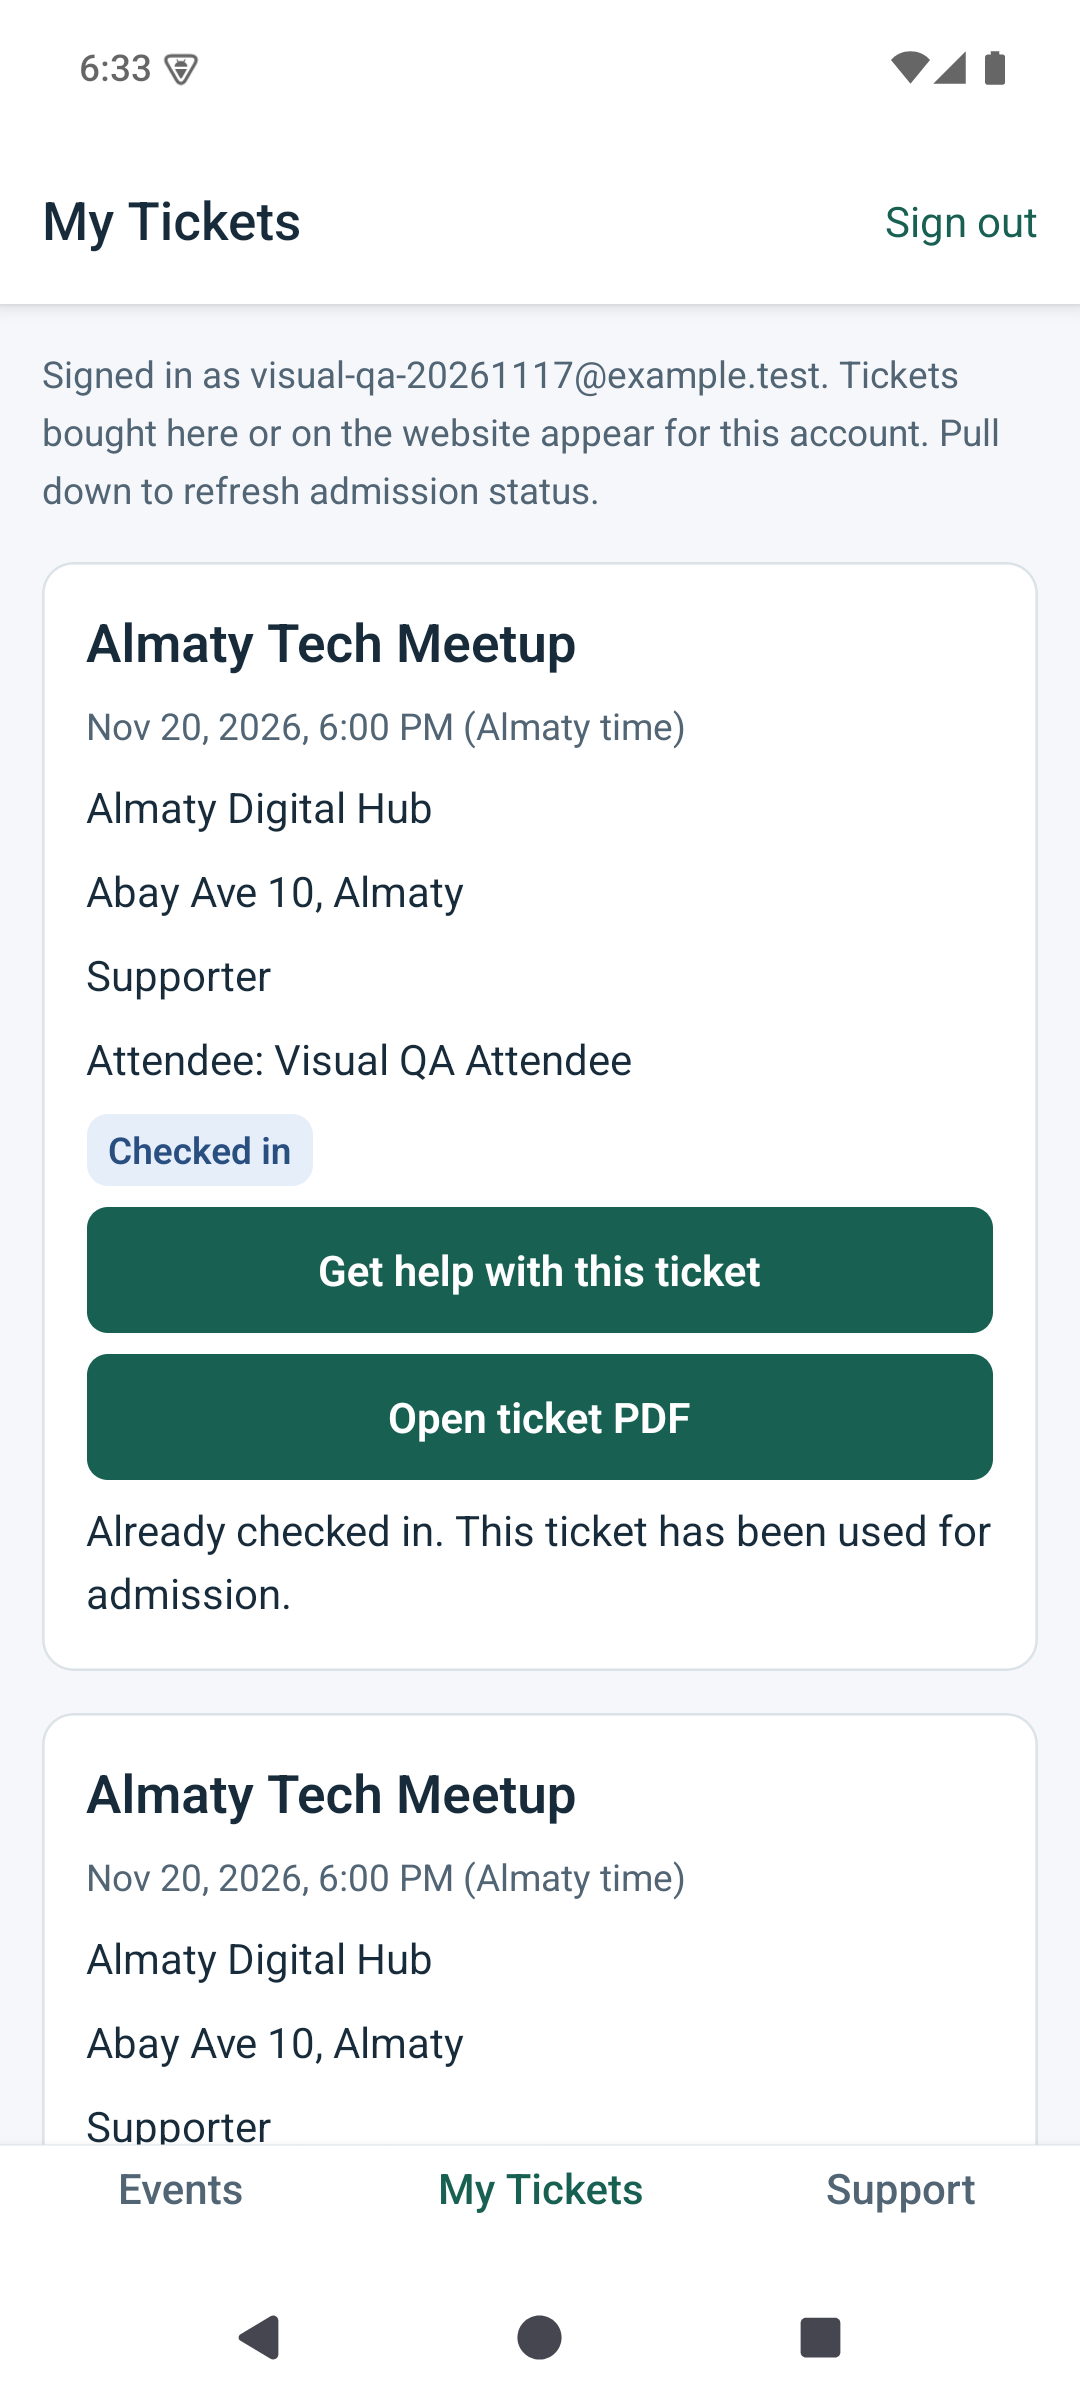 6:33
My Tickets
Sign out
Signed in as visual-qa-20261117@example.test. Tickets
bought here or on the website appear for this account. Pull
down to refresh admission status.
Almaty Tech Meetup
Nov 20, 2026, 6:00 PM (Almaty time)
Almaty Digital Hub
Abay Ave 10, Almaty
Supporter
Attendee: Visual QA Attendee
Checked in
Get help with this ticket
Open ticket PDF
Already checked in. This ticket has been used for
admission.
Almaty Tech Meetup
Nov 20, 2026, 6:00 PM (Almaty time)
Almaty Digital Hub
Abay Ave 10, Almaty
Supporter
Events
My Tickets
Support